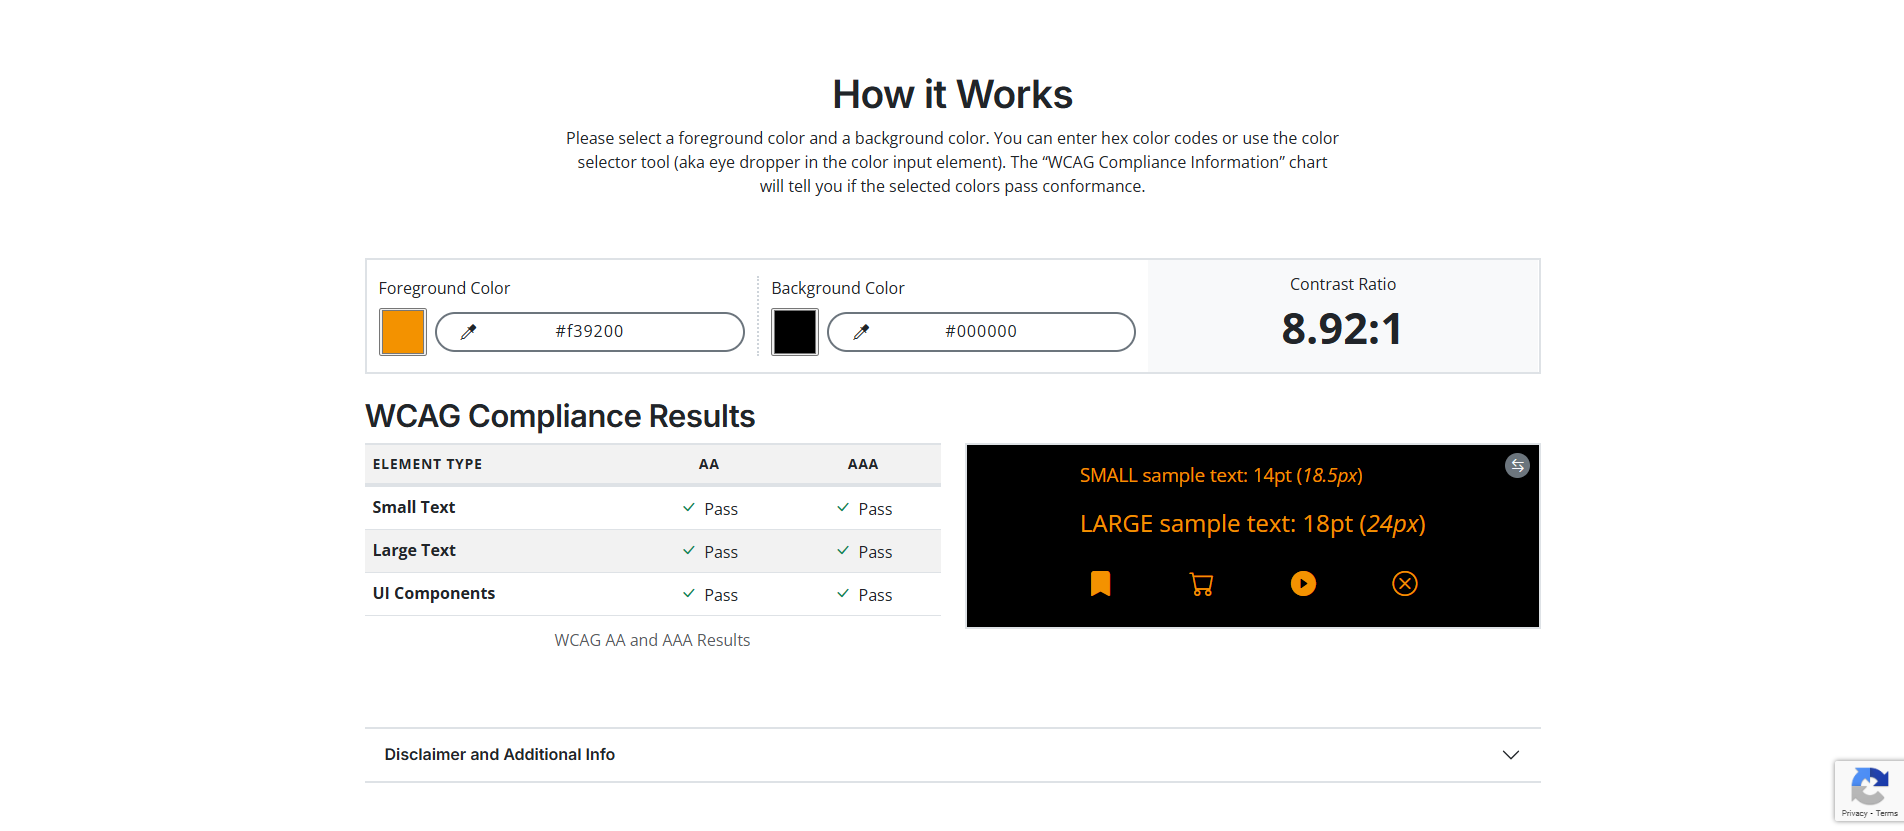 How it Works
Please select a foreground color and a background color. You can enter hex color codes or use the color
selector tool (aka eye dropper in the color input element). The “WCAG Compliance Information” chart
will tell you if the selected colors pass conformance.
Foreground Color
#f39200
Background Color
#000000
Contrast Ratio
8.92:1
WCAG Compliance Results
ELEMENT TYPE AA AAA
Small Text Pass Pass
Large Text Pass Pass
UI Components Pass Pass
WCAG AA and AAA Results
SMALL sample text: 14pt (18.5px)
LARGE sample text: 18pt (24px)
Disclaimer and Additional Info
Privacy - Terms